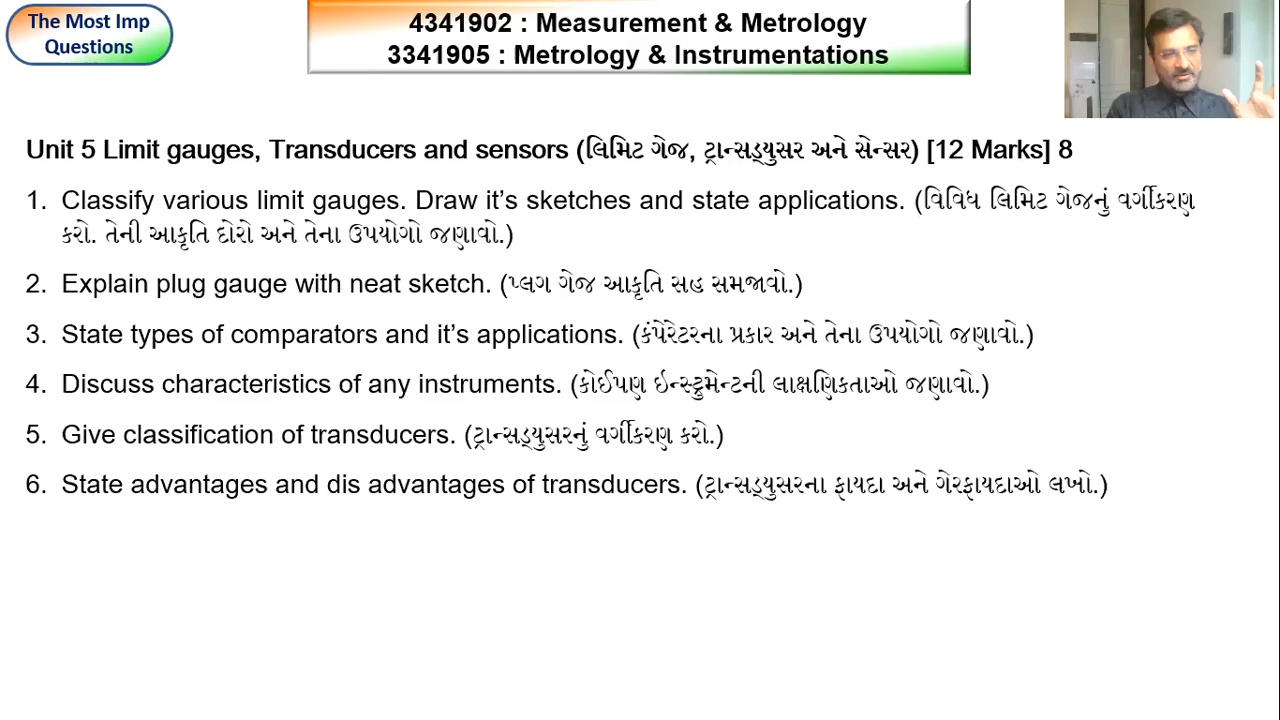 The Most Imp
Questions
4341902 : Measurement & Metrology
3341905 : Metrology & Instrumentations
Unit 5 Limit gauges, Transducers and sensors (લિમિટ ગેજ, ટ્રાન્સડ્યુસર અને સેન્સર) [12 Marks] 8
1. Classify various limit gauges. Draw it’s sketches and state applications. (વિવિધ લિમિટ ગેજનું વર્ગીકરણ
કરો. તેની આકૃતિ દોરો અને તેના ઉપયોગો જણાવો.)
2. Explain plug gauge with neat sketch. (પ્લગ ગેજ આકૃતિ સહ સમજાવો.)
3. State types of comparators and it’s applications. (કંપેરેટરના પ્રકાર અને તેના ઉપયોગો જણાવો.)
4. Discuss characteristics of any instruments. (કોઈપણ ઇન્સ્ટ્રુમેન્ટની લાક્ષણિકતાઓ જણાવો.)
5. Give classification of transducers. (ટ્રાન્સડ્યુસરનું વર્ગીકરણ કરો.)
6. State advantages and dis advantages of transducers. (ટ્રાન્સડ્યુસરના ફાયદા અને ગેરફાયદાઓ લખો.)